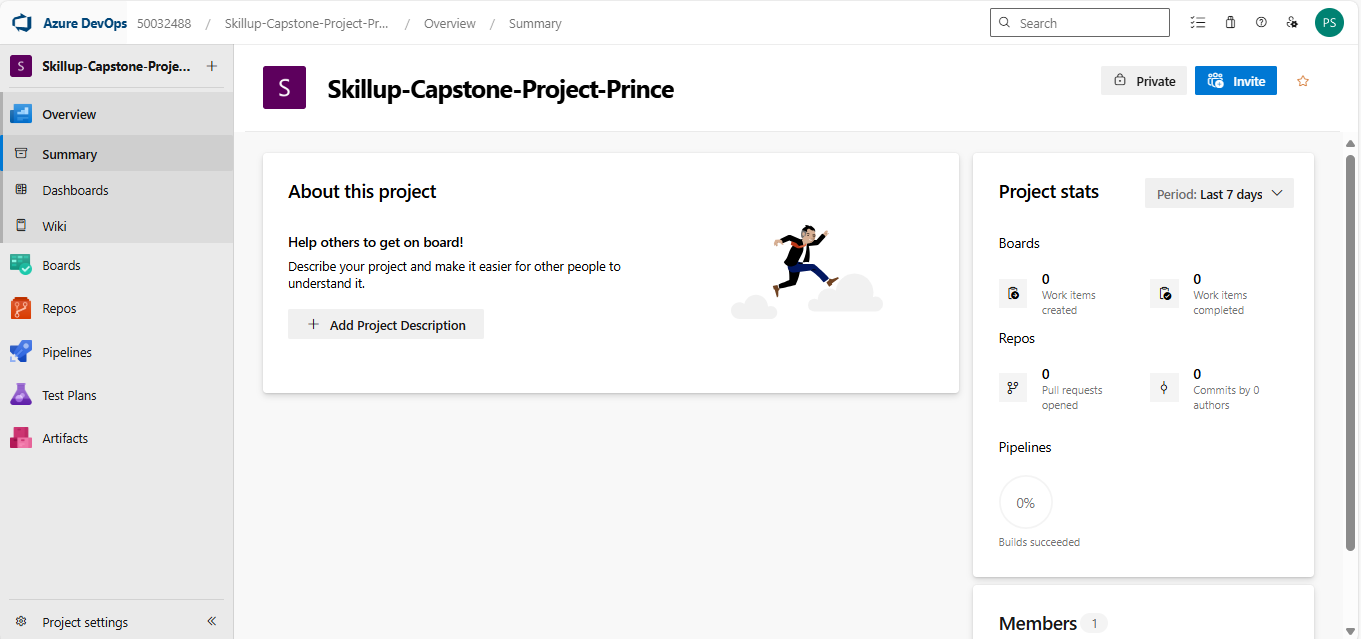 Azure DevOps 50032488 / Skillup-Capstone-Project-Pr... / Overview / Summary
Search
PS
S Skillup-Capstone-Proje... +
Overview
Summary
Dashboards
Wiki
Boards
Repos
Pipelines
Test Plans
Artifacts
Project settings
S Skillup-Capstone-Project-Prince
Private
Invite
About this project
Help others to get on board!
Describe your project and make it easier for other people to
understand it.
+ Add Project Description
Project stats
Period: Last 7 days
Boards
0
Work items
created
0
Work items
completed
Repos
0
Pull requests
opened
0
Commits by 0
authors
Pipelines
0%
Builds succeeded
Members 1